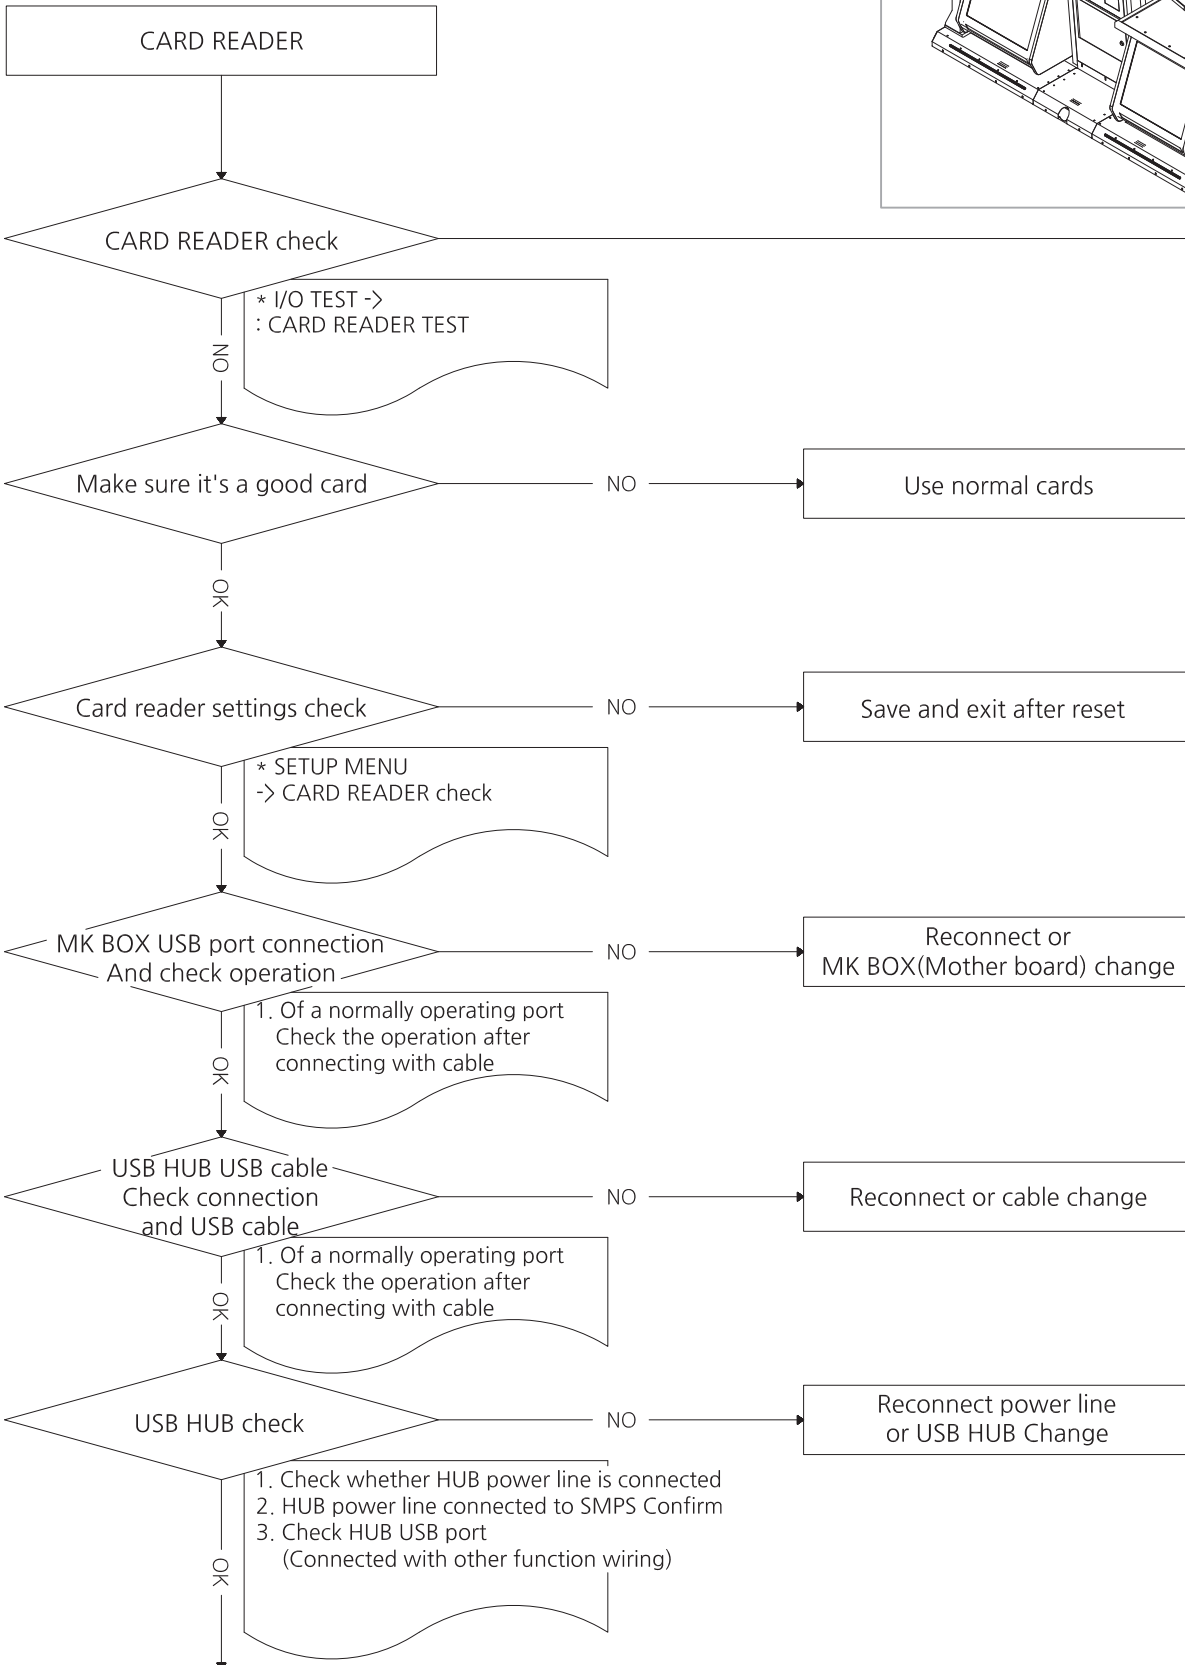 CARD READER
CARD READER check
* I/O TEST ->
: CARD READER TEST
NO
Make sure it's a good card
NO
Use normal cards
OK
Card reader settings check
NO
Save and exit after reset
* SETUP MENU
-> CARD READER check
OK
MK BOX USB port connection
And check operation
NO
Reconnect or
MK BOX(Mother board) change
1. Of a normally operating port
Check the operation after
connecting with cable
OK
USB HUB USB cable
Check connection
and USB cable
NO
Reconnect or cable change
1. Of a normally operating port
Check the operation after
connecting with cable
OK
USB HUB check
NO
Reconnect power line
or USB HUB Change
1. Check whether HUB power line is connected
2. HUB power line connected to SMPS Confirm
3. Check HUB USB port
(Connected with other function wiring)
OK